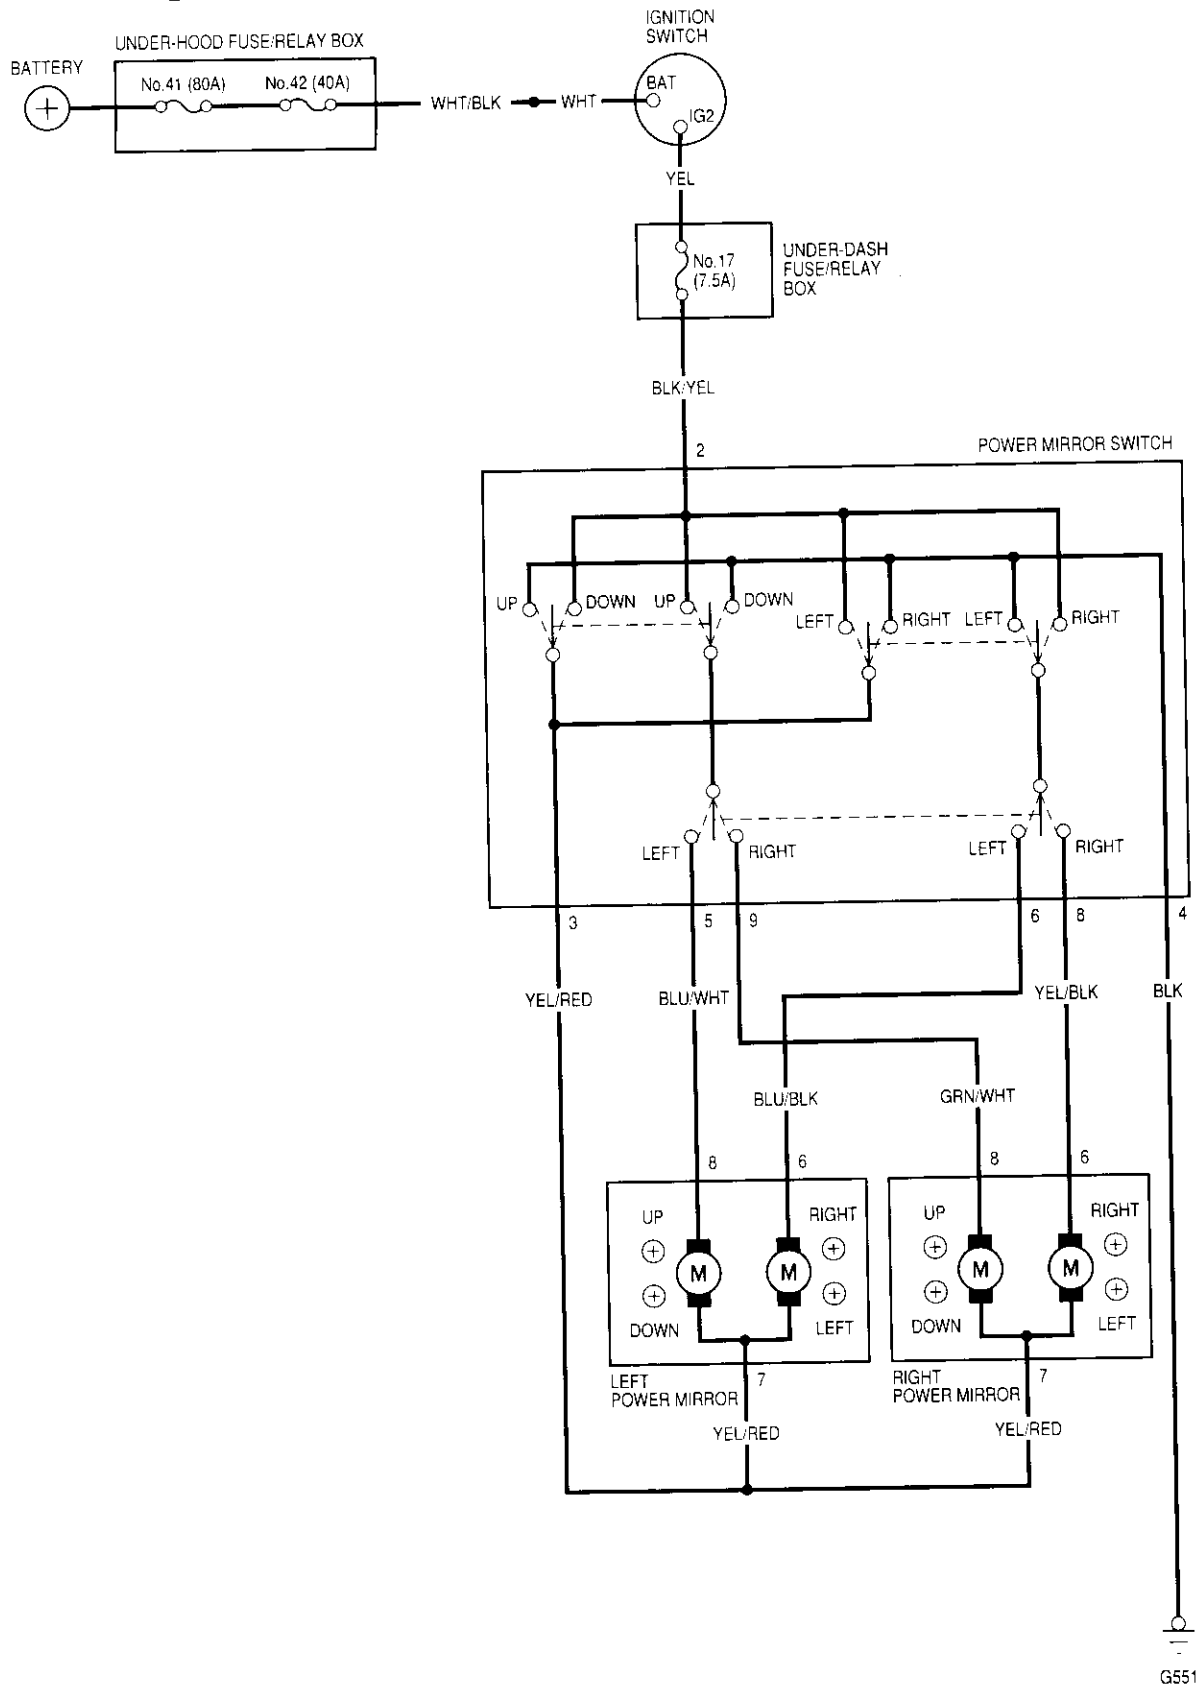 IGNITION
SWITCH
UNDER-HOOD FUSE/RELAY BOX
BATTERY
No.41 (80A)
No.42 (40A)
BAT
WHT/BLK
WHT
IG2
YEL
No.17
(7.5A)
UNDER-DASH
FUSE/RELAY
BOX
BLK/YEL
2
POWER MIRROR SWITCH
UP
DOWN
UP
DOWN
LEFT
RIGHT
LEFT
RIGHT
LEFT
RIGHT
LEFT
RIGHT
3
5
9
6
8
4
YEL/RED
BLU/WHT
YEL/BLK
BLK
BLU/BLK
GRN/WHT
8
6
8
6
UP
RIGHT
UP
RIGHT
M
M
M
M
DOWN
LEFT
DOWN
LEFT
LEFT
POWER MIRROR
7
RIGHT
POWER MIRROR
7
YEL/RED
YEL/RED
G551